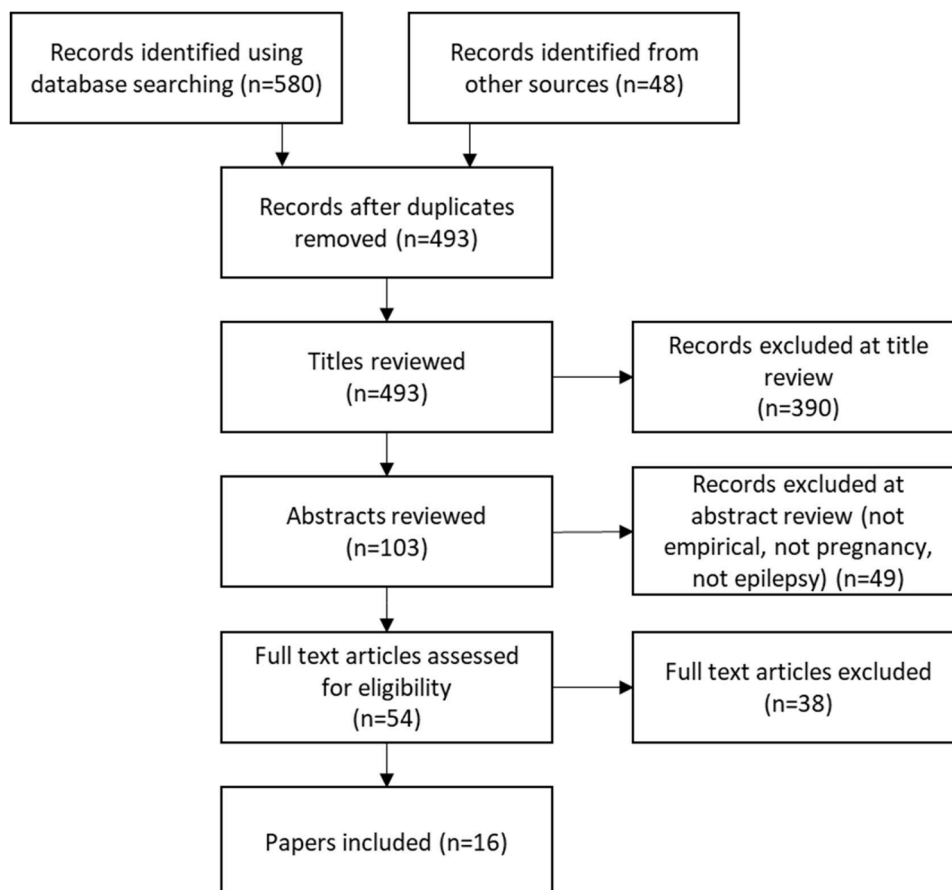 Records identified using
database searching (n=580)
Records identified from
other sources (n=48)
Records after duplicates
removed (n=493)
Titles reviewed
(n=493)
Records excluded at title
review
(n=390)
Abstracts reviewed
(n=103)
Records excluded at
abstract review (not
empirical, not pregnancy,
not epilepsy) (n=49)
Full text articles assessed
for eligibility
(n=54)
Full text articles excluded
(n=38)
Papers included (n=16)